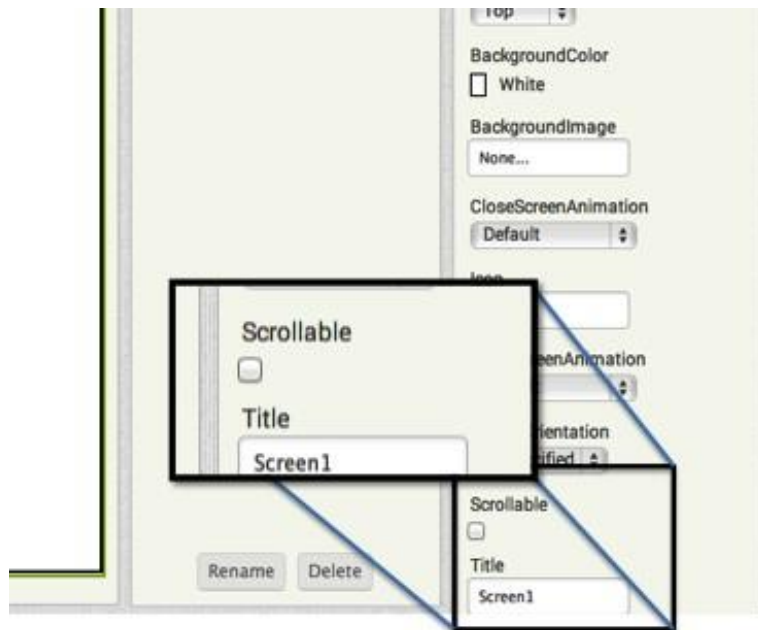 Top
BackgroundColor
White
BackgroundImage
None...
CloseScreenAnimation
Default
Scrollable
Title
Screen1
Scrollable
Title
Screen1
Rename Delete